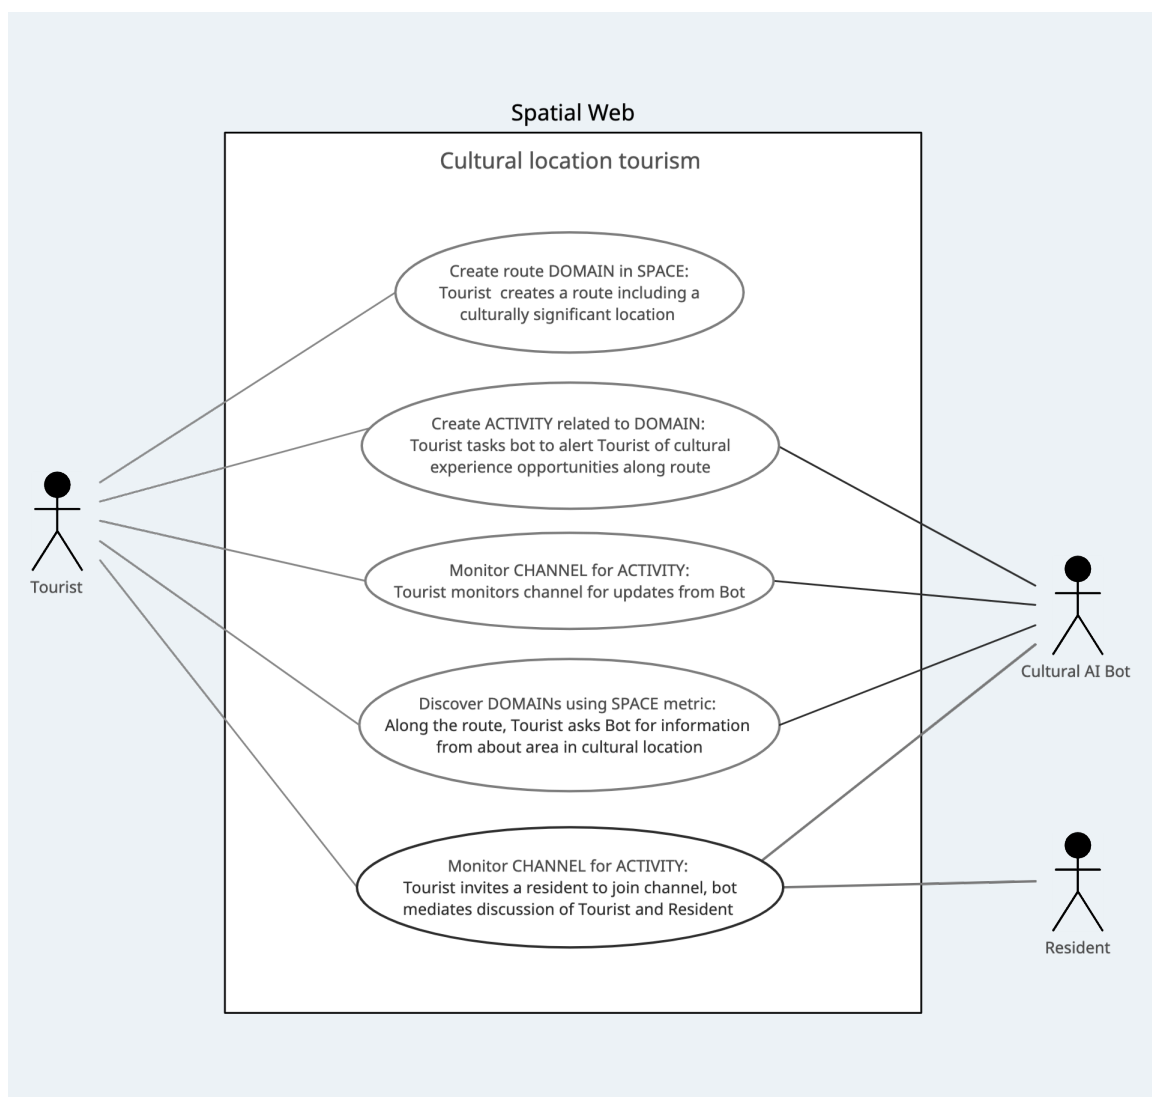 Spatial Web
Cultural location tourism
Create route DOMAIN in SPACE:
Tourist creates a route including a
culturally significant location
Create ACTIVITY related to DOMAIN:
Tourist tasks bot to alert Tourist of cultural
experience opportunities along route
Tourist
Monitor CHANNEL for ACTIVITY:
Tourist monitors channel for updates from Bot
Cultural AI Bot
Discover DOMAINs using SPACE metric:
Along the route, Tourist asks Bot for information
from about area in cultural location
Monitor CHANNEL for ACTIVITY:
Tourist invites a resident to join channel, bot
mediates discussion of Tourist and Resident
Resident